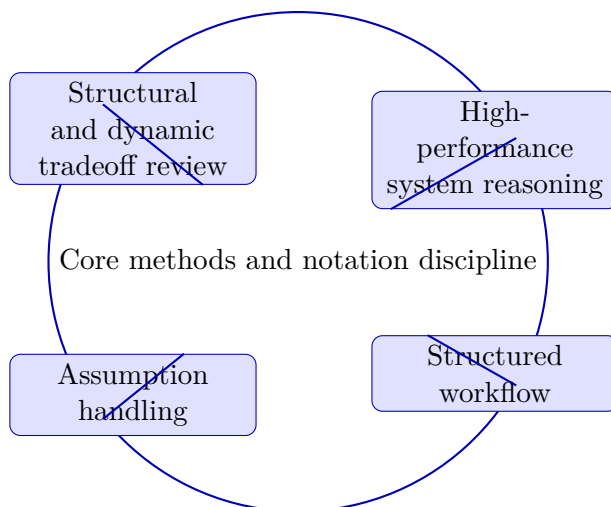 Structural
and dynamic
tradeoff review
High-
performance
system reasoning
Core methods and notation discipline
Assumption
handling
Structured
workflow